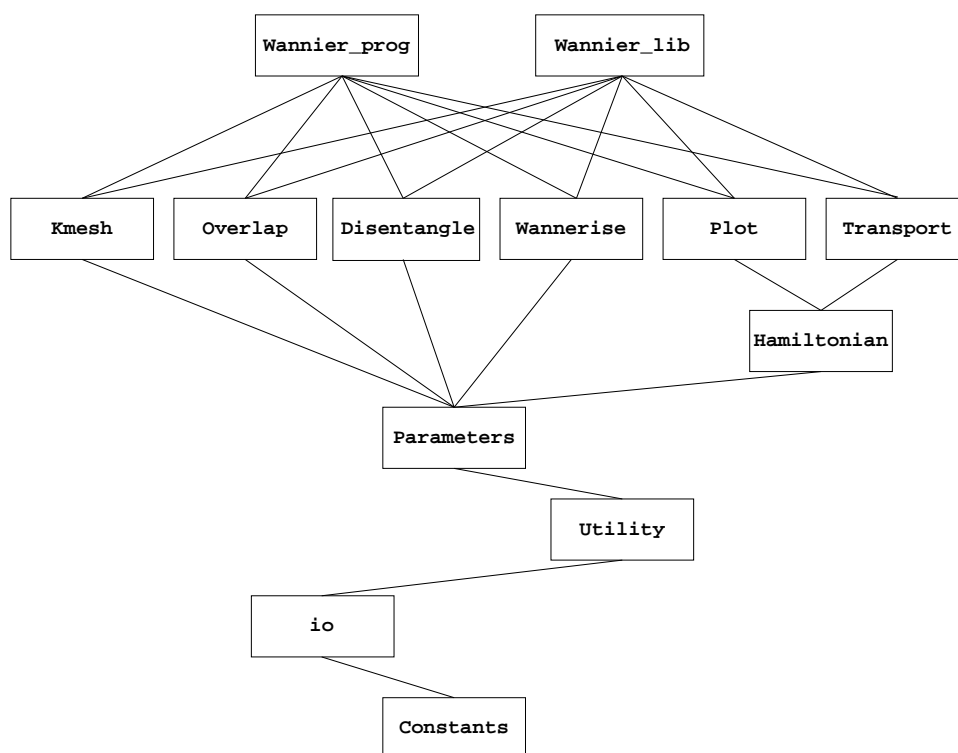 Wannier_prog
Wannier_lib
Kmesh
Overlap
Disentangle
Wannerise
Plot
Transport
Hamiltonian
Parameters
Utility
io
Constants